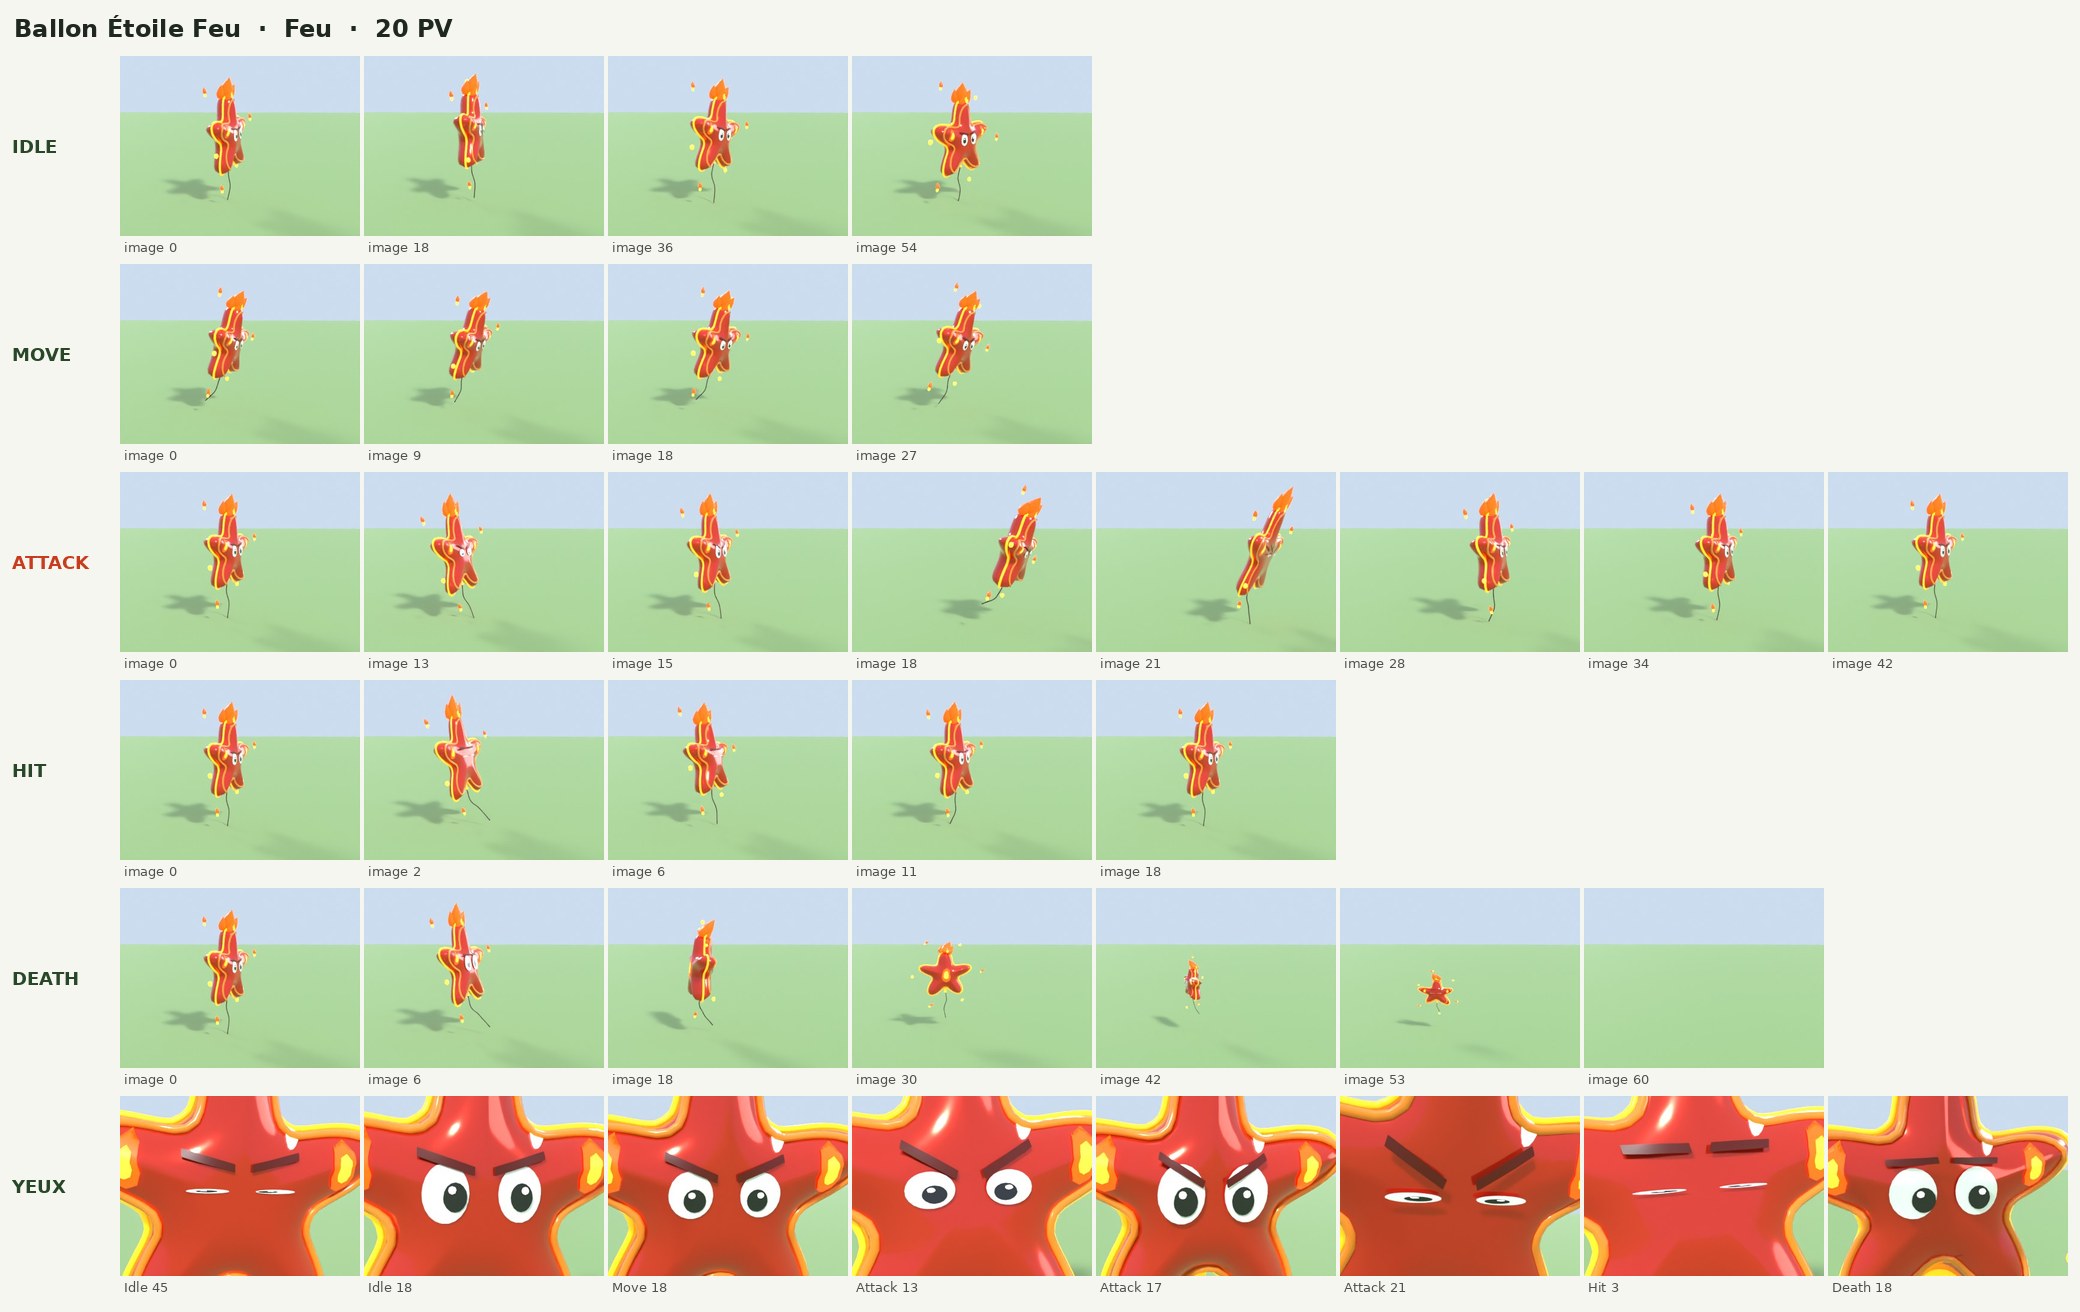 Ballon Étoile Feu · Feu · 20 PV
IDLE
image 0 image 18 image 36 image 54
MOVE
image 0 image 9 image 18 image 27
ATTACK
image 0 image 13 image 15 image 18 image 21 image 28 image 34 image 42
HIT
image 0 image 2 image 6 image 11 image 18
DEATH
image 0 image 6 image 18 image 30 image 42 image 53 image 60
YEUX
Idle 45 Idle 18 Move 18 Attack 13 Attack 17 Attack 21 Hit 3 Death 18